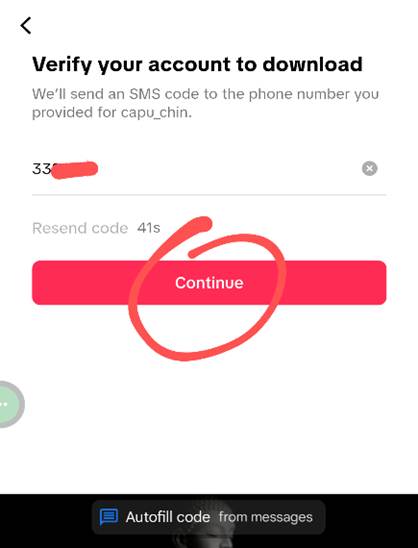 Verify your account to download
We'll send an SMS code to the phone number you
provided for capu_chin.
33
Resend code 41s
Continue
Autofill code from messages